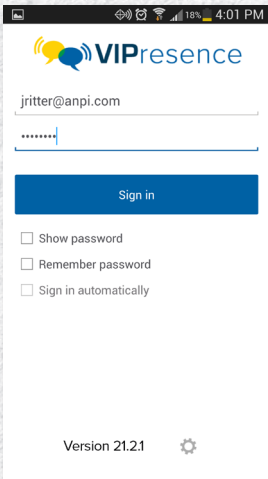 18% 4:01 PM
VIPresence
jritter@anpi.com
••••••••
Sign in
Show password
Remember password
Sign in automatically
Version 21.2.1